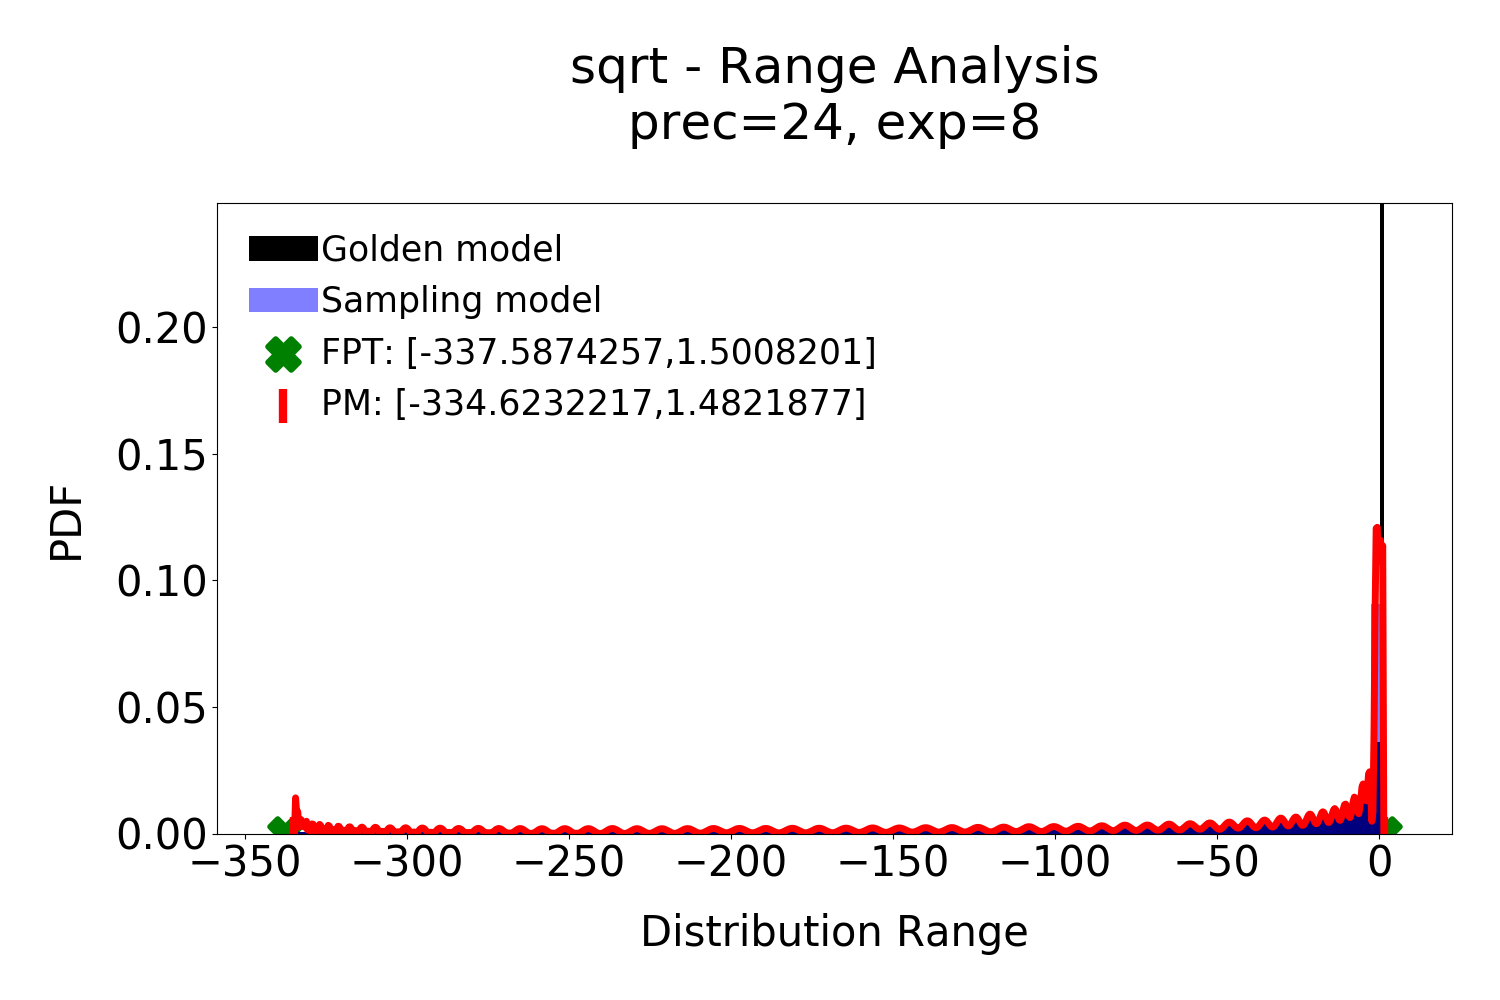 sqrt - Range Analysis
prec=24, exp=8
Golden model
Sampling model
FPT: [-337.5874257,1.5008201]
PM: [-334.6232217,1.4821877]
PDF
0.20
0.15
0.10
0.05
0.00
−350 −300 −250 −200 −150 −100 −50 0
Distribution Range